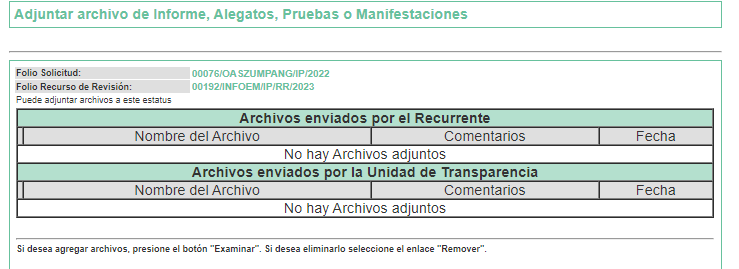 Adjuntar archivo de Informe, Alegatos, Pruebas o Manifestaciones
Folio Solicitud: 00076/OASZUMPANG/IP/2022
Folio Recurso de Revisión: 00192/INFOEM/IP/RR/2023
Puede adjuntar archivos a este estatus
Archivos enviados por el Recurrente
Nombre del Archivo Comentarios Fecha
No hay Archivos adjuntos
Archivos enviados por la Unidad de Transparencia
Nombre del Archivo Comentarios Fecha
No hay Archivos adjuntos
Si desea agregar archivos, presione el botón "Examinar". Si desea eliminarlo seleccione el enlace "Remover".